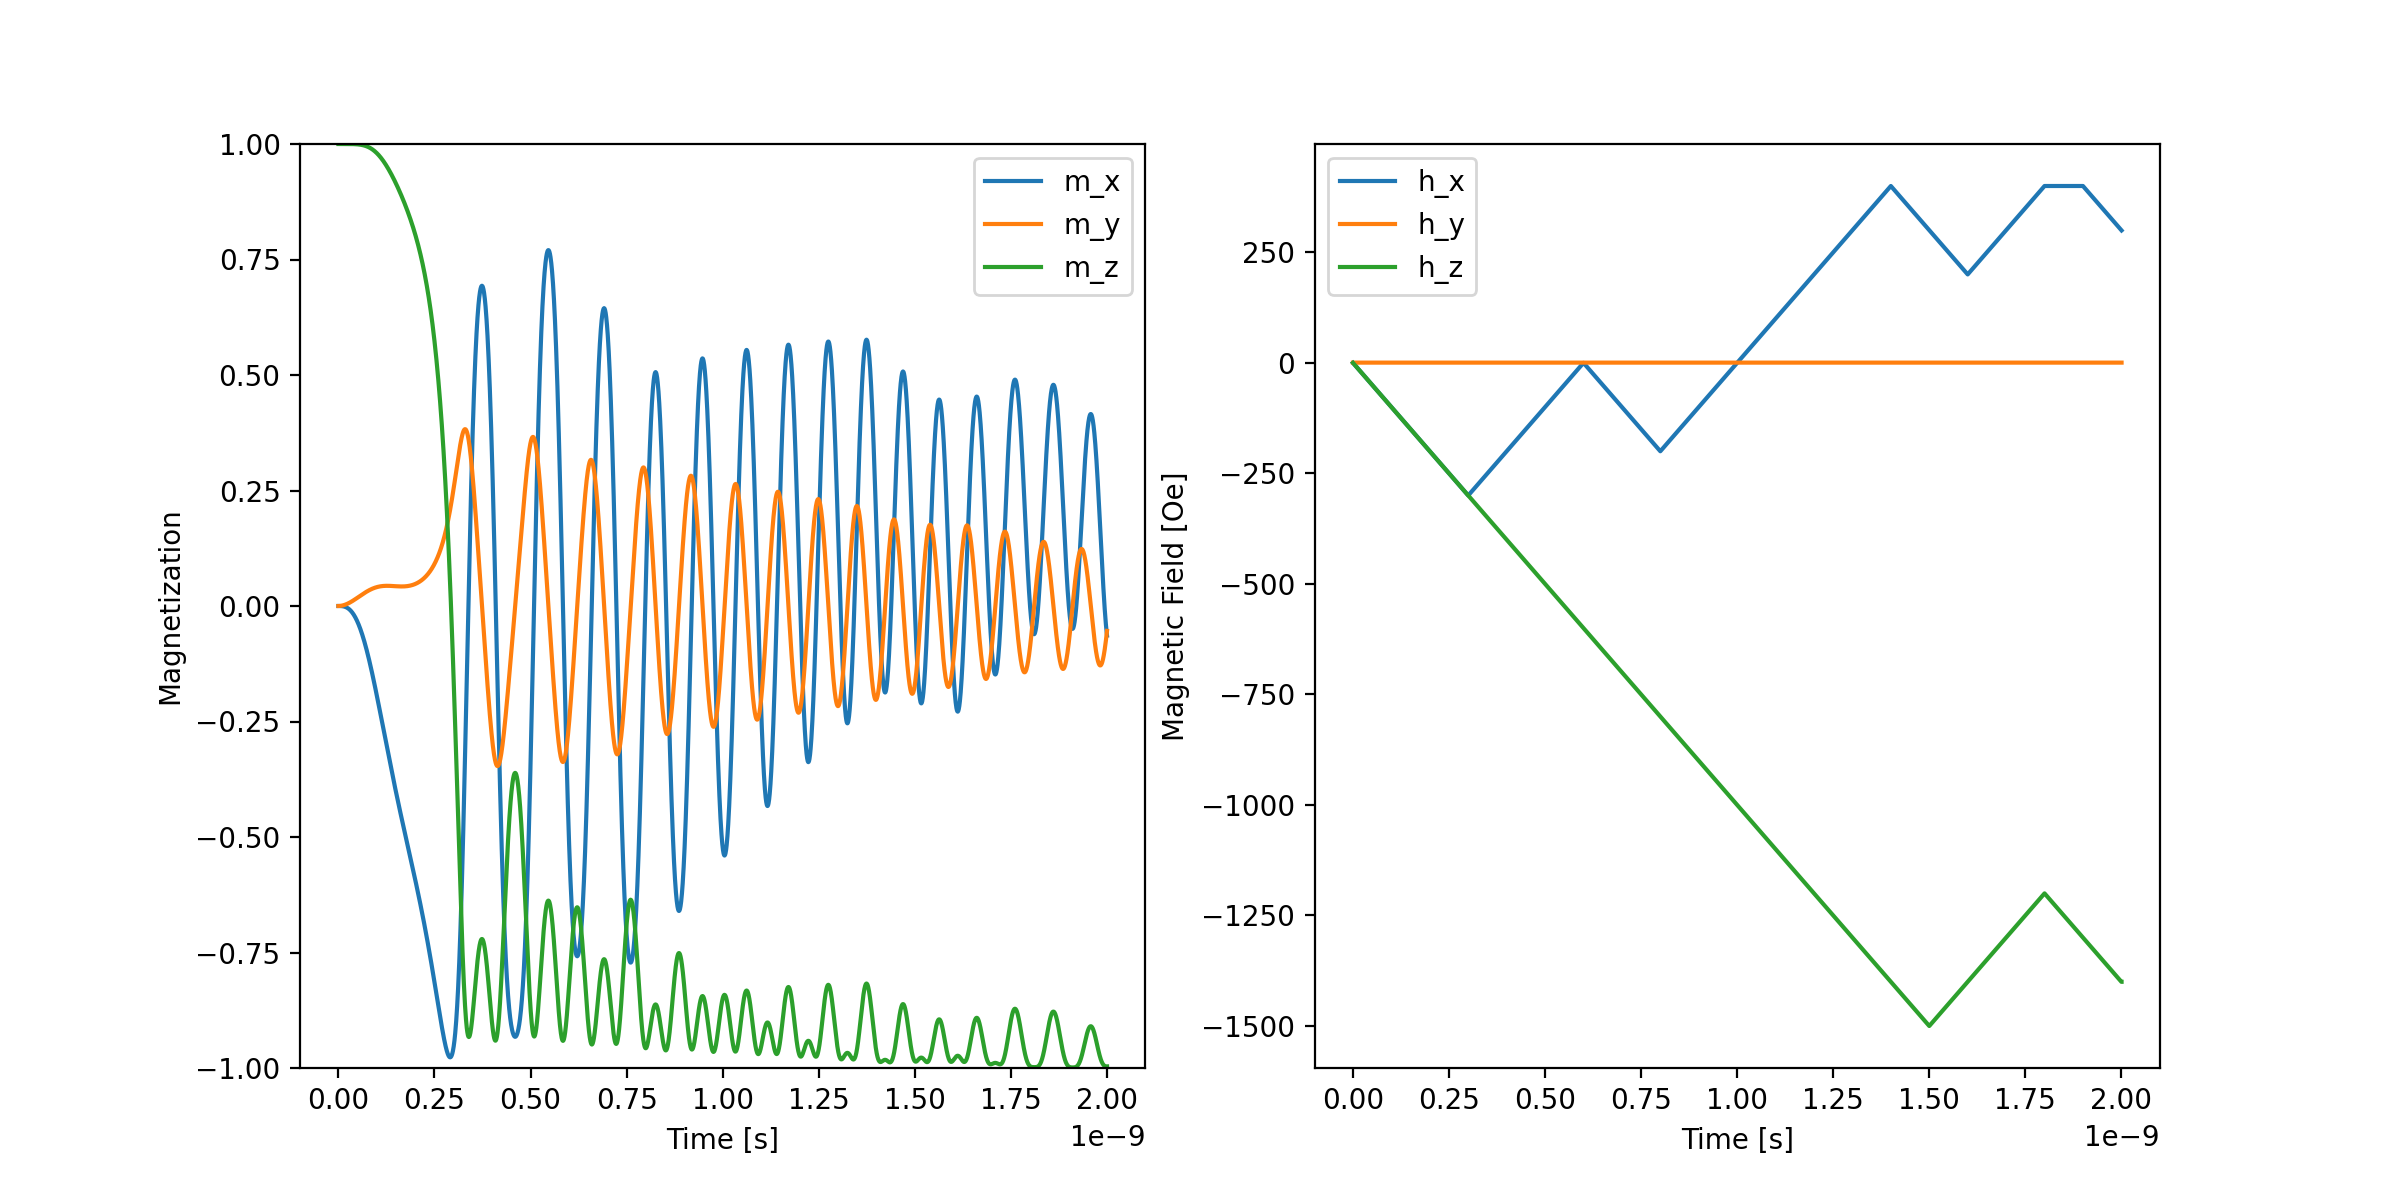 1.00
0.75
0.50
0.25
0.00
−0.25
−0.50
−0.75
−1.00
Magnetization
m_x
m_y
m_z
0.00 0.25 0.50 0.75 1.00 1.25 1.50 1.75 2.00
Time [s]
1e−9
250
0
−250
−500
−750
−1000
−1250
−1500
Magnetic Field [Oe]
h_x
h_y
h_z
0.00 0.25 0.50 0.75 1.00 1.25 1.50 1.75 2.00
Time [s]
1e−9